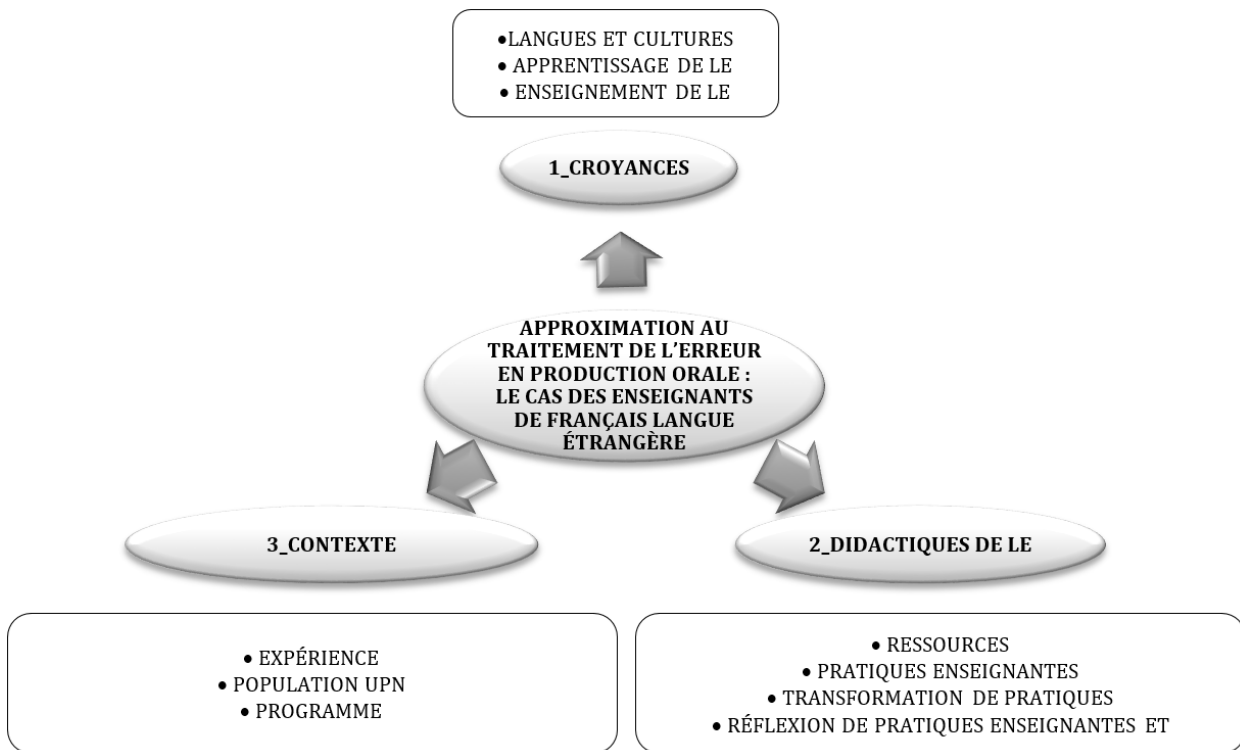 •LANGUES ET CULTURES
• APPRENTISSAGE DE LE
• ENSEIGNEMENT DE LE
1_CROYANCES
APPROXIMATION AU
TRAITEMENT DE L'ERREUR
EN PRODUCTION ORALE :
LE CAS DES ENSEIGNANTS
DE FRANÇAIS LANGUE
ÉTRANGÈRE
3_CONTEXTE
2_DIDACTIQUES DE LE
• EXPÉRIENCE
• POPULATION UPN
• PROGRAMME
• RESSOURCES
• PRATIQUES ENSEIGNANTES
• TRANSFORMATION DE PRATIQUES
• RÉFLEXION DE PRATIQUES ENSEIGNANTES ET